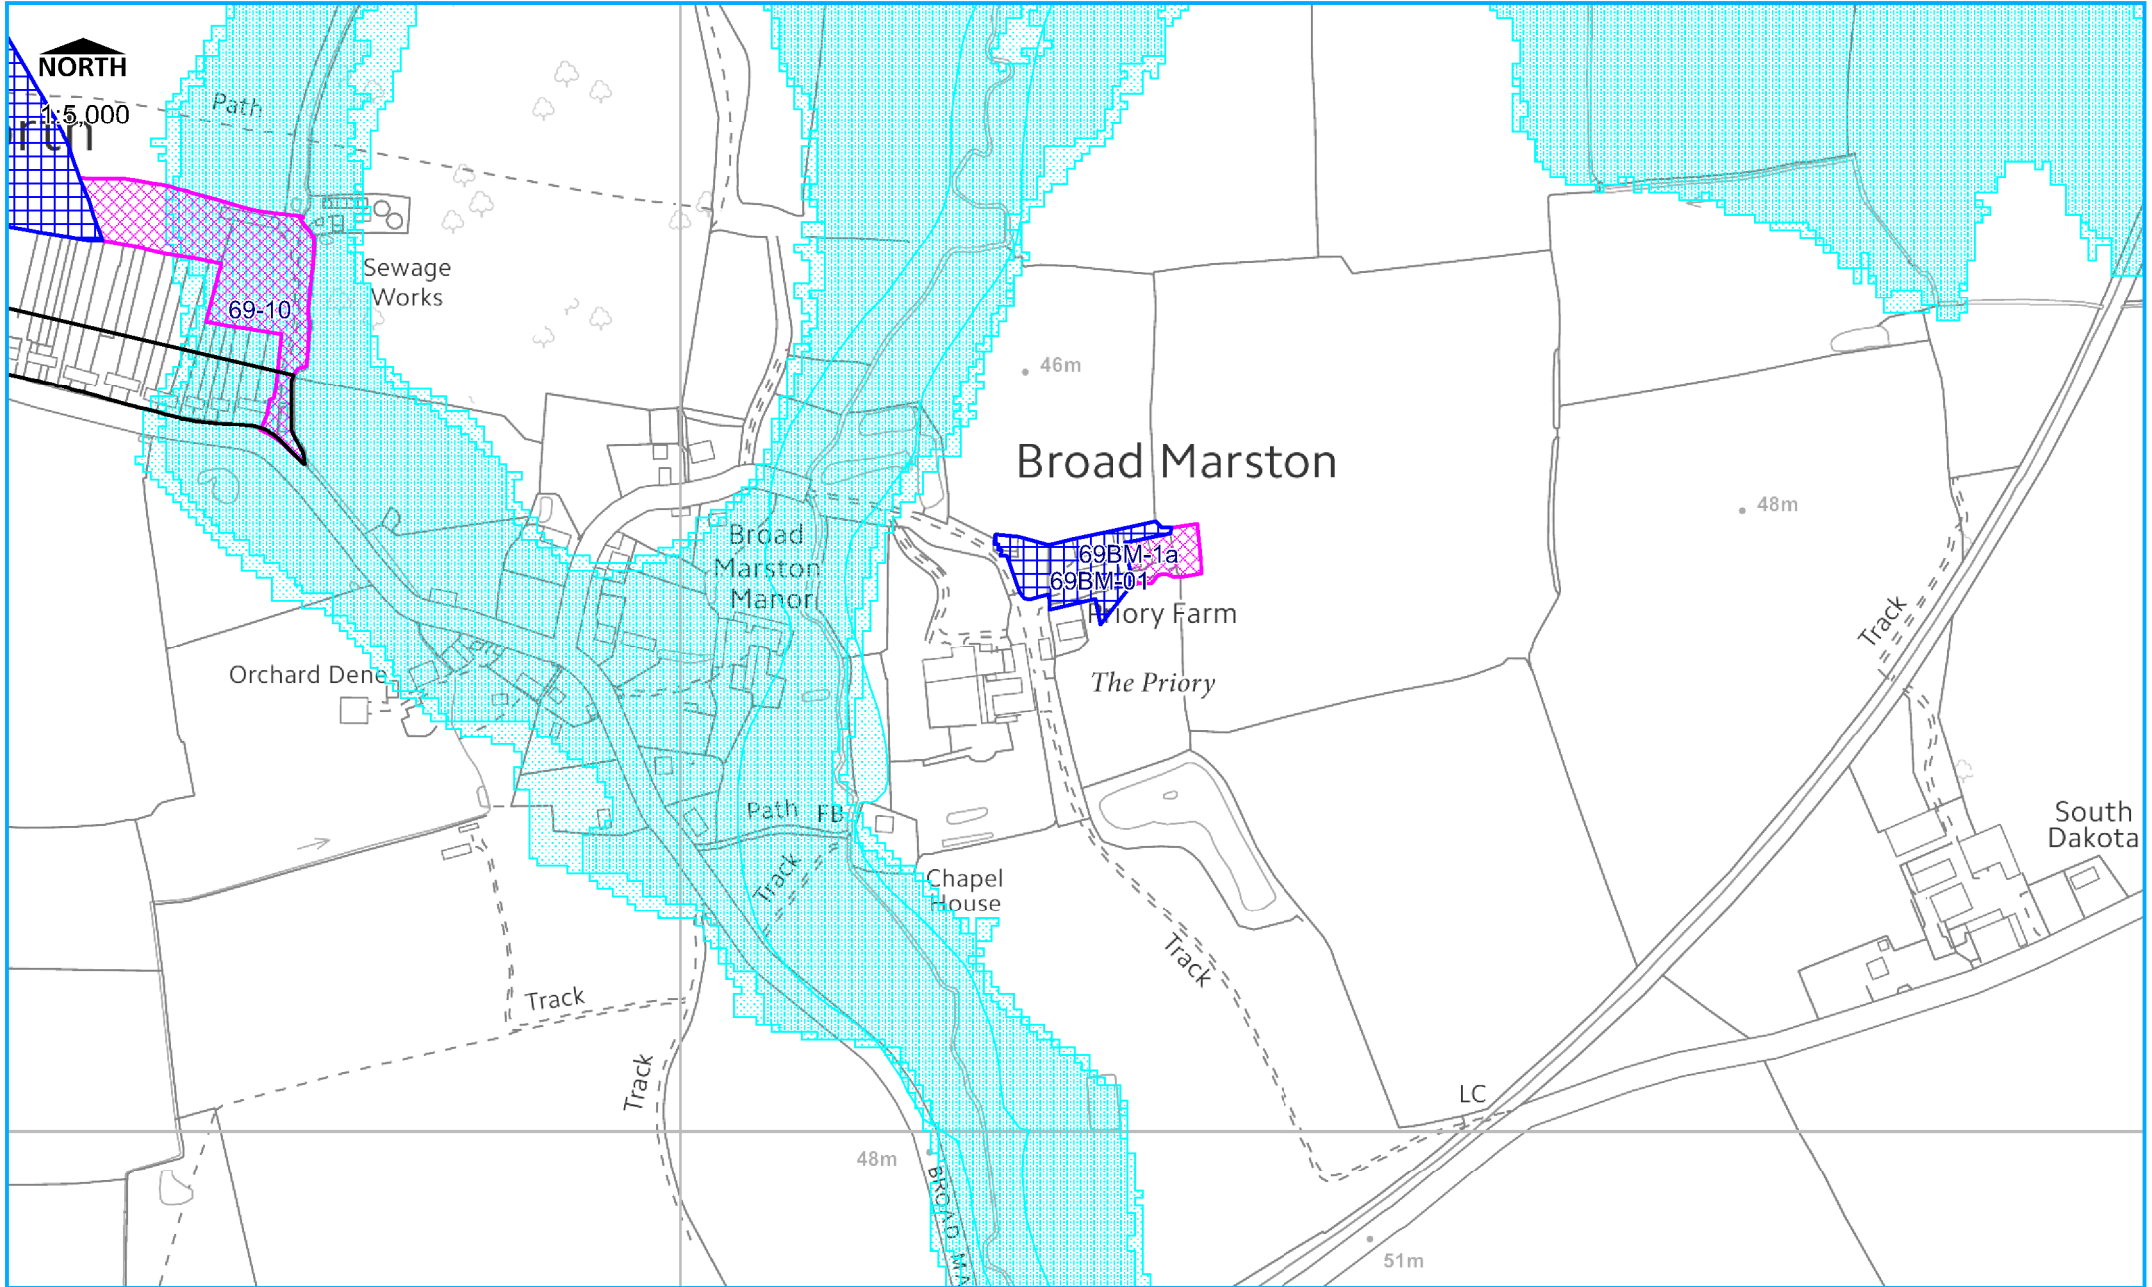 NORTH
1:5,000
rth
Path
Sewage
Works
69-10
46m
Broad Marston
48m
Broad
Marston
Manor
69BM-1a
69BM-01
Priory Farm
The Priory
Track
Orchard Dene
Path
FB
Track
Chapel
House
South
Dakota
Track
Track
Track
LC
48m
BROAD MA
51m